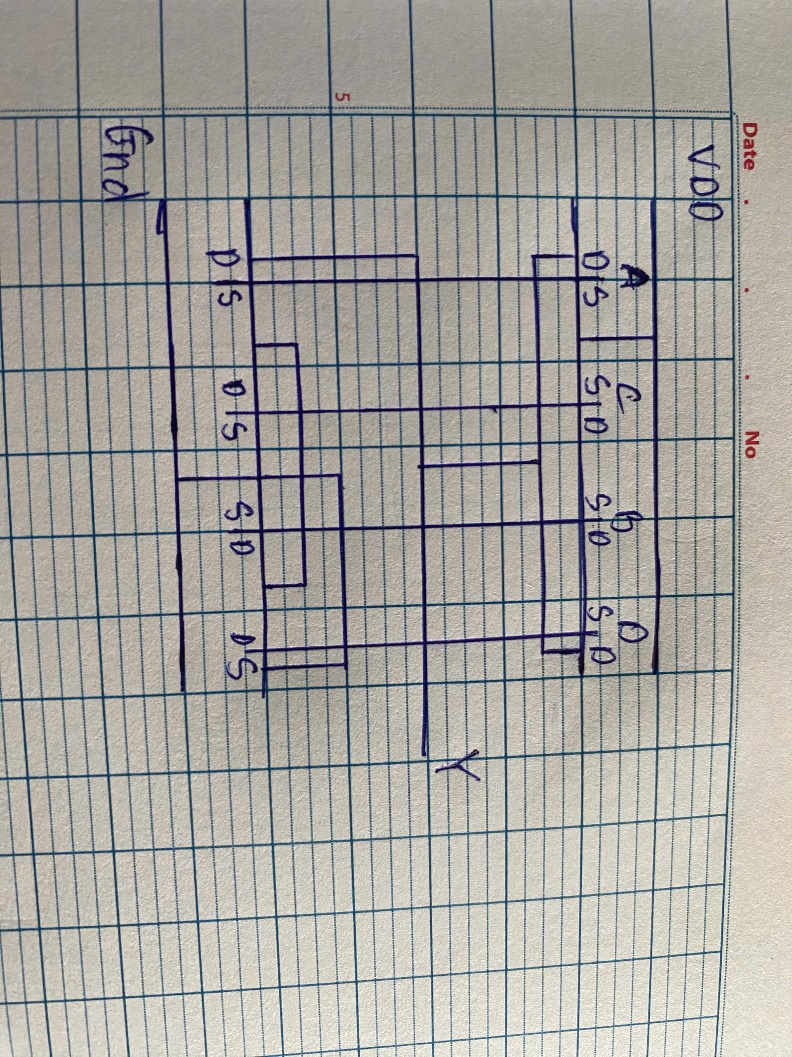 Date . . . No
VDD
A C B D
D S S D S D S D
5
Y
D S D S S D D S
Gnd